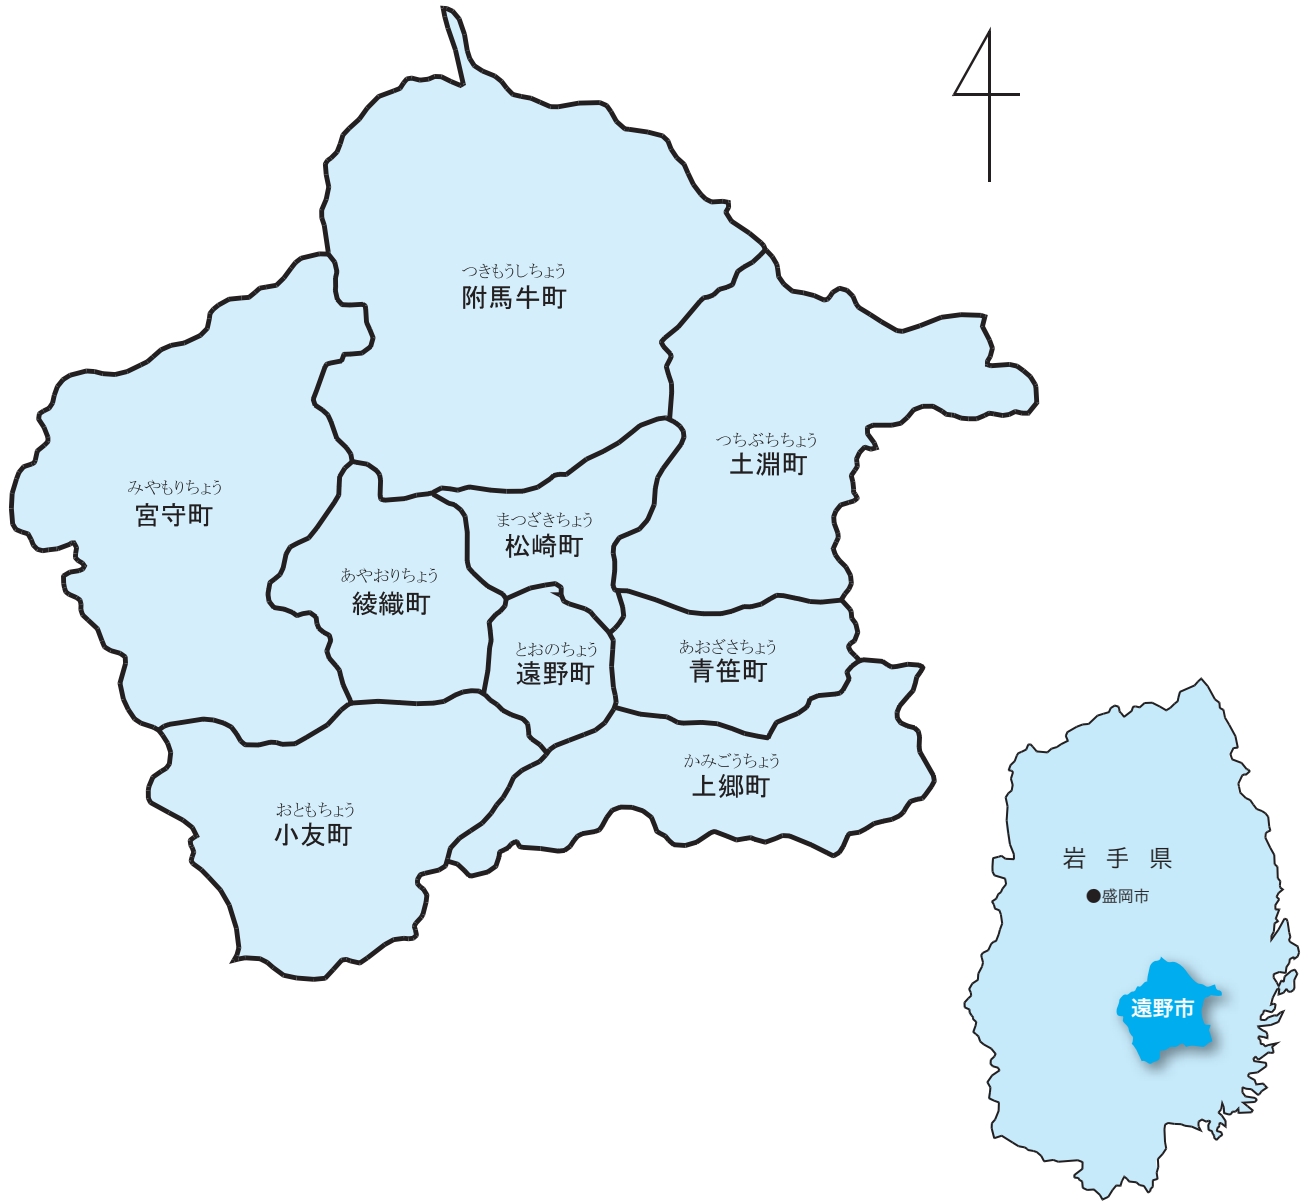 つきもうしちょう
附馬牛町
つちぶちちょう
土淵町
みやもりちょう
宮守町
まつざきちょう
松崎町
あやおりちょう
綾織町
とおのちょう
遠野町
あおざさちょう
青笹町
かみごうちょう
上郷町
おともちょう
小友町
岩手県
●盛岡市
遠野市